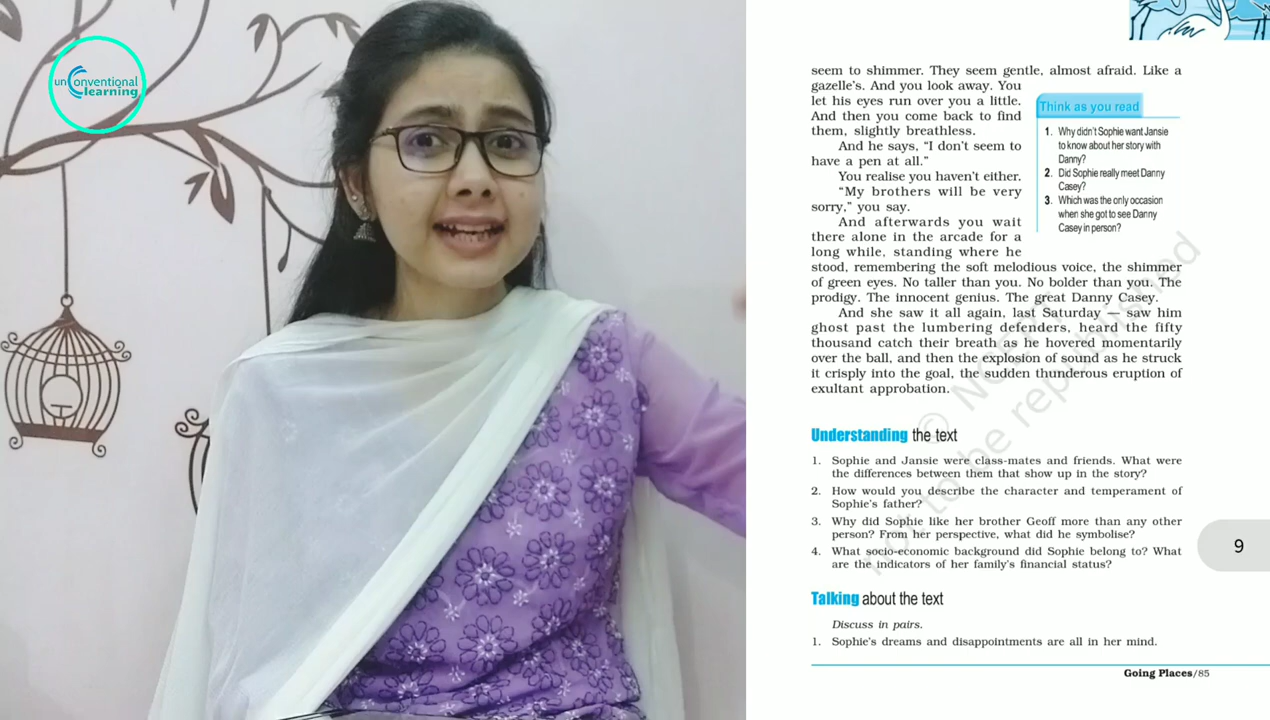 unConventional
learning
seem to shimmer. They seem gentle, almost afraid. Like a
gazelle's. And you look away. You
let his eyes run over you a little.
And then you come back to find
them, slightly breathless.
And he says, “I don't seem to
have a pen at all.”
You realise you haven't either.
“My brothers will be very
sorry,” you say.
And afterwards you wait
there alone in the arcade for a
long while, standing where he
stood, remembering the soft melodious voice, the shimmer
of green eyes. No taller than you. No bolder than you. The
prodigy. The innocent genius. The great Danny Casey.
And she saw it all again, last Saturday — saw him
ghost past the lumbering defenders, heard the fifty
thousand catch their breath as he hovered momentarily
over the ball, and then the explosion of sound as he struck
it crisply into the goal, the sudden thunderous eruption of
exultant approbation.
Think as you read
1. Why didn't Sophie want Jansie
to know about her story with
Danny?
2. Did Sophie really meet Danny
Casey?
3. Which was the only occasion
when she got to see Danny
Casey in person?
Understanding the text
1. Sophie and Jansie were class-mates and friends. What were
the differences between them that show up in the story?
2. How would you describe the character and temperament of
Sophie's father?
3. Why did Sophie like her brother Geoff more than any other
person? From her perspective, what did he symbolise?
4. What socio-economic background did Sophie belong to? What
are the indicators of her family's financial status?
Talking about the text
Discuss in pairs.
1. Sophie's dreams and disappointments are all in her mind.
Going Places/85
9
not to be republished